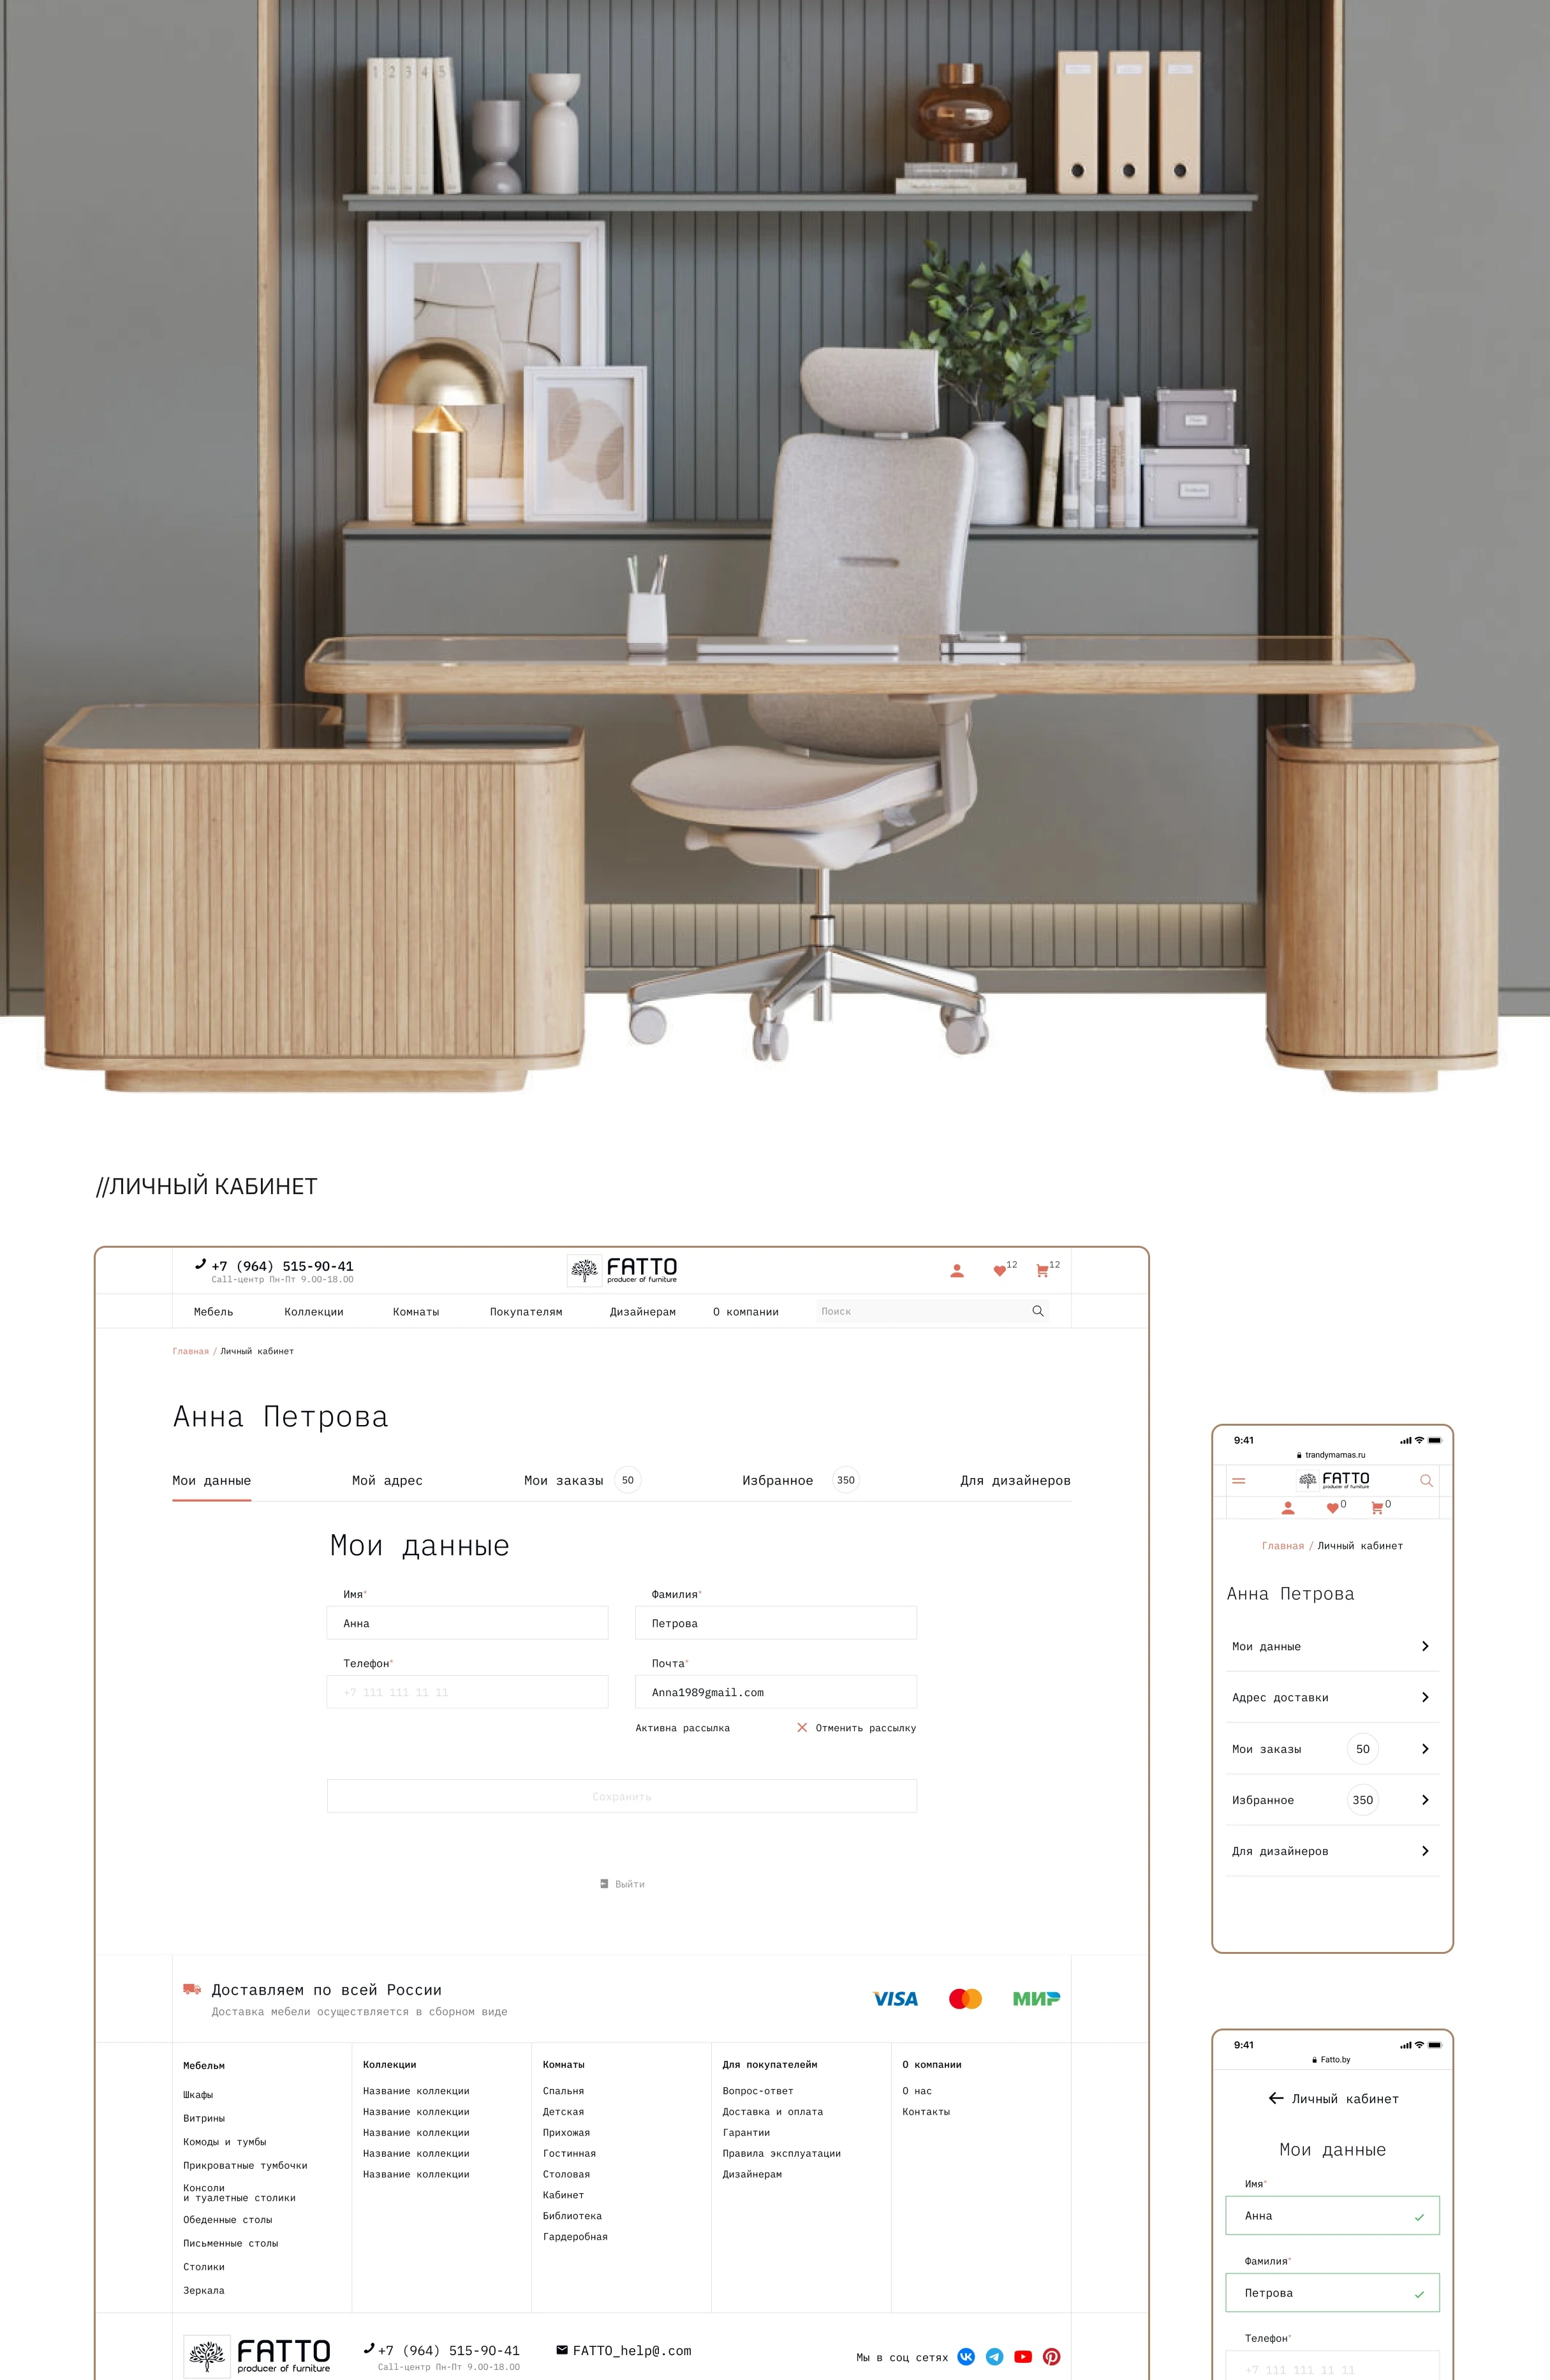 1 2 3 4 5
//ЛИЧНЫЙ КАБИНЕТ
+7 (964) 515-90-41
Call-центр Пн-Пт 9.00-18.00
FATTO
producer of furniture
12
12
Мебель
Коллекции
Комнаты
Покупателям
Дизайнерам
О компании
Поиск
Главная / Личный кабинет
Анна Петрова
Мои данные
Мой адрес
Мои заказы 50
Избранное 350
Для дизайнеров
Мои данные
Имя*
Фамилия*
Анна
Петрова
Телефон*
Почта*
+7 111 111 11 11
Anna1989gmail.com
Активна рассылка
Отменить рассылку
Сохранить
Выйти
Доставляем по всей России
Доставка мебели осуществляется в сборном виде
VISA
МИР
Мебельм
Шкафы
Витрины
Комоды и тумбы
Прикроватные тумбочки
Консоли
и туалетные столики
Обеденные столы
Письменные столы
Столики
Зеркала
Коллекции
Название коллекции
Название коллекции
Название коллекции
Название коллекции
Название коллекции
Комнаты
Спальня
Детская
Прихожая
Гостинная
Столовая
Кабинет
Библиотека
Гардеробная
Для покупателейм
Вопрос-ответ
Доставка и оплата
Гарантии
Правила эксплуатации
Дизайнерам
О компании
О нас
Контакты
FATTO
producer of furniture
+7 (964) 515-90-41
Call-центр Пн-Пт 9.00-18.00
FATTO_help@.com
Мы в соц сетях
9:41
trandymamas.ru
FATTO
producer of furniture
0
0
Главная / Личный кабинет
Анна Петрова
Мои данные
Адрес доставки
Мои заказы 50
Избранное 350
Для дизайнеров
9:41
Fatto.by
Личный кабинет
Мои данные
Имя*
Анна
Фамилия*
Петрова
Телефон*
+7 111 111 11 11